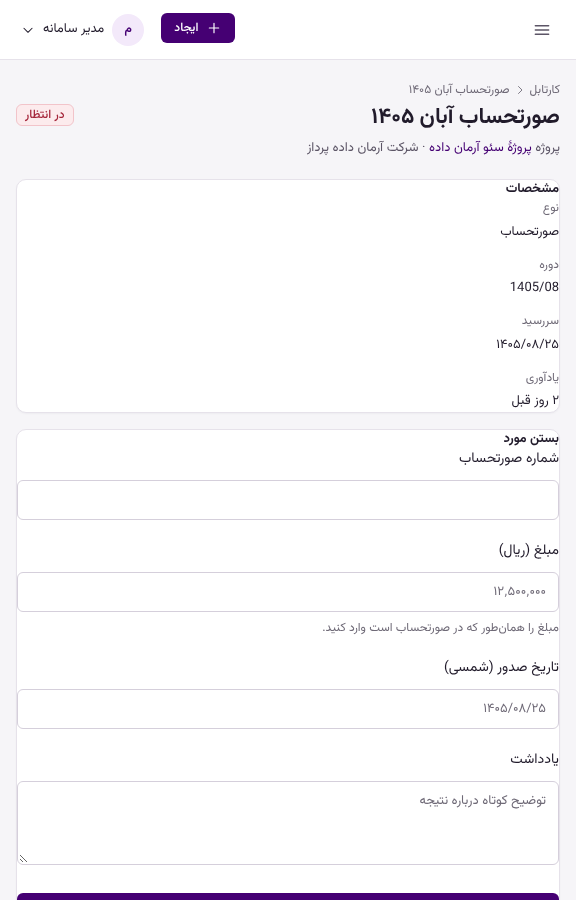 ایجاد
م
مدیر سامانه
کارتابل
صورتحساب آبان ۱۴۰۵
صورتحساب آبان ۱۴۰۵
در انتظار
پروژه پروژهٔ سئو آرمان داده · شرکت آرمان داده پرداز
مشخصات
نوع
صورتحساب
دوره
1405/08
سررسید
۱۴۰۵/۰۸/۲۵
یادآوری
۲ روز قبل
بستن مورد
شماره صورتحساب
مبلغ (ریال)
۱۲,۵۰۰,۰۰۰
مبلغ را همان‌طور که در صورتحساب است وارد کنید.
تاریخ صدور (شمسی)
۱۴۰۵/۰۸/۲۵
یادداشت
توضیح کوتاه درباره نتیجه